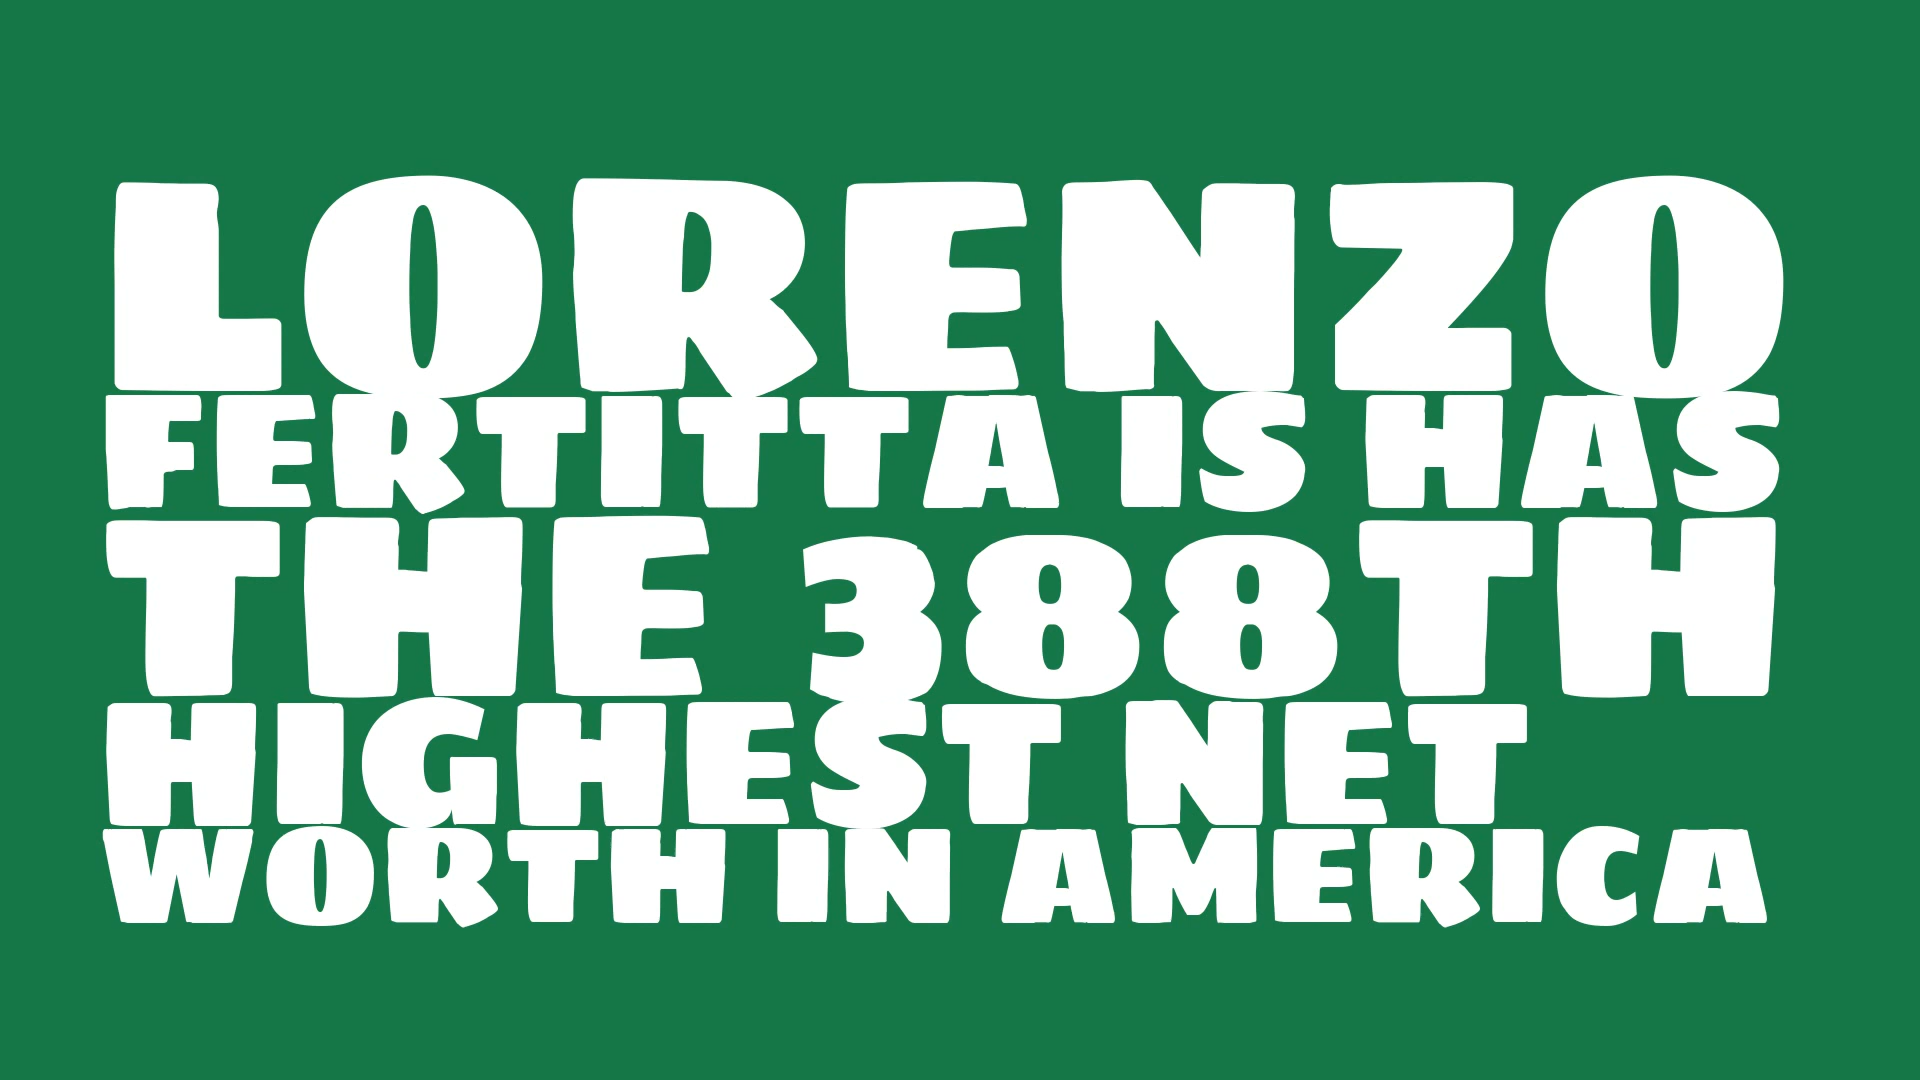 LORENZO
FERTITTA IS HAS
THE 388TH
HIGHEST NET
WORTH IN AMERICA